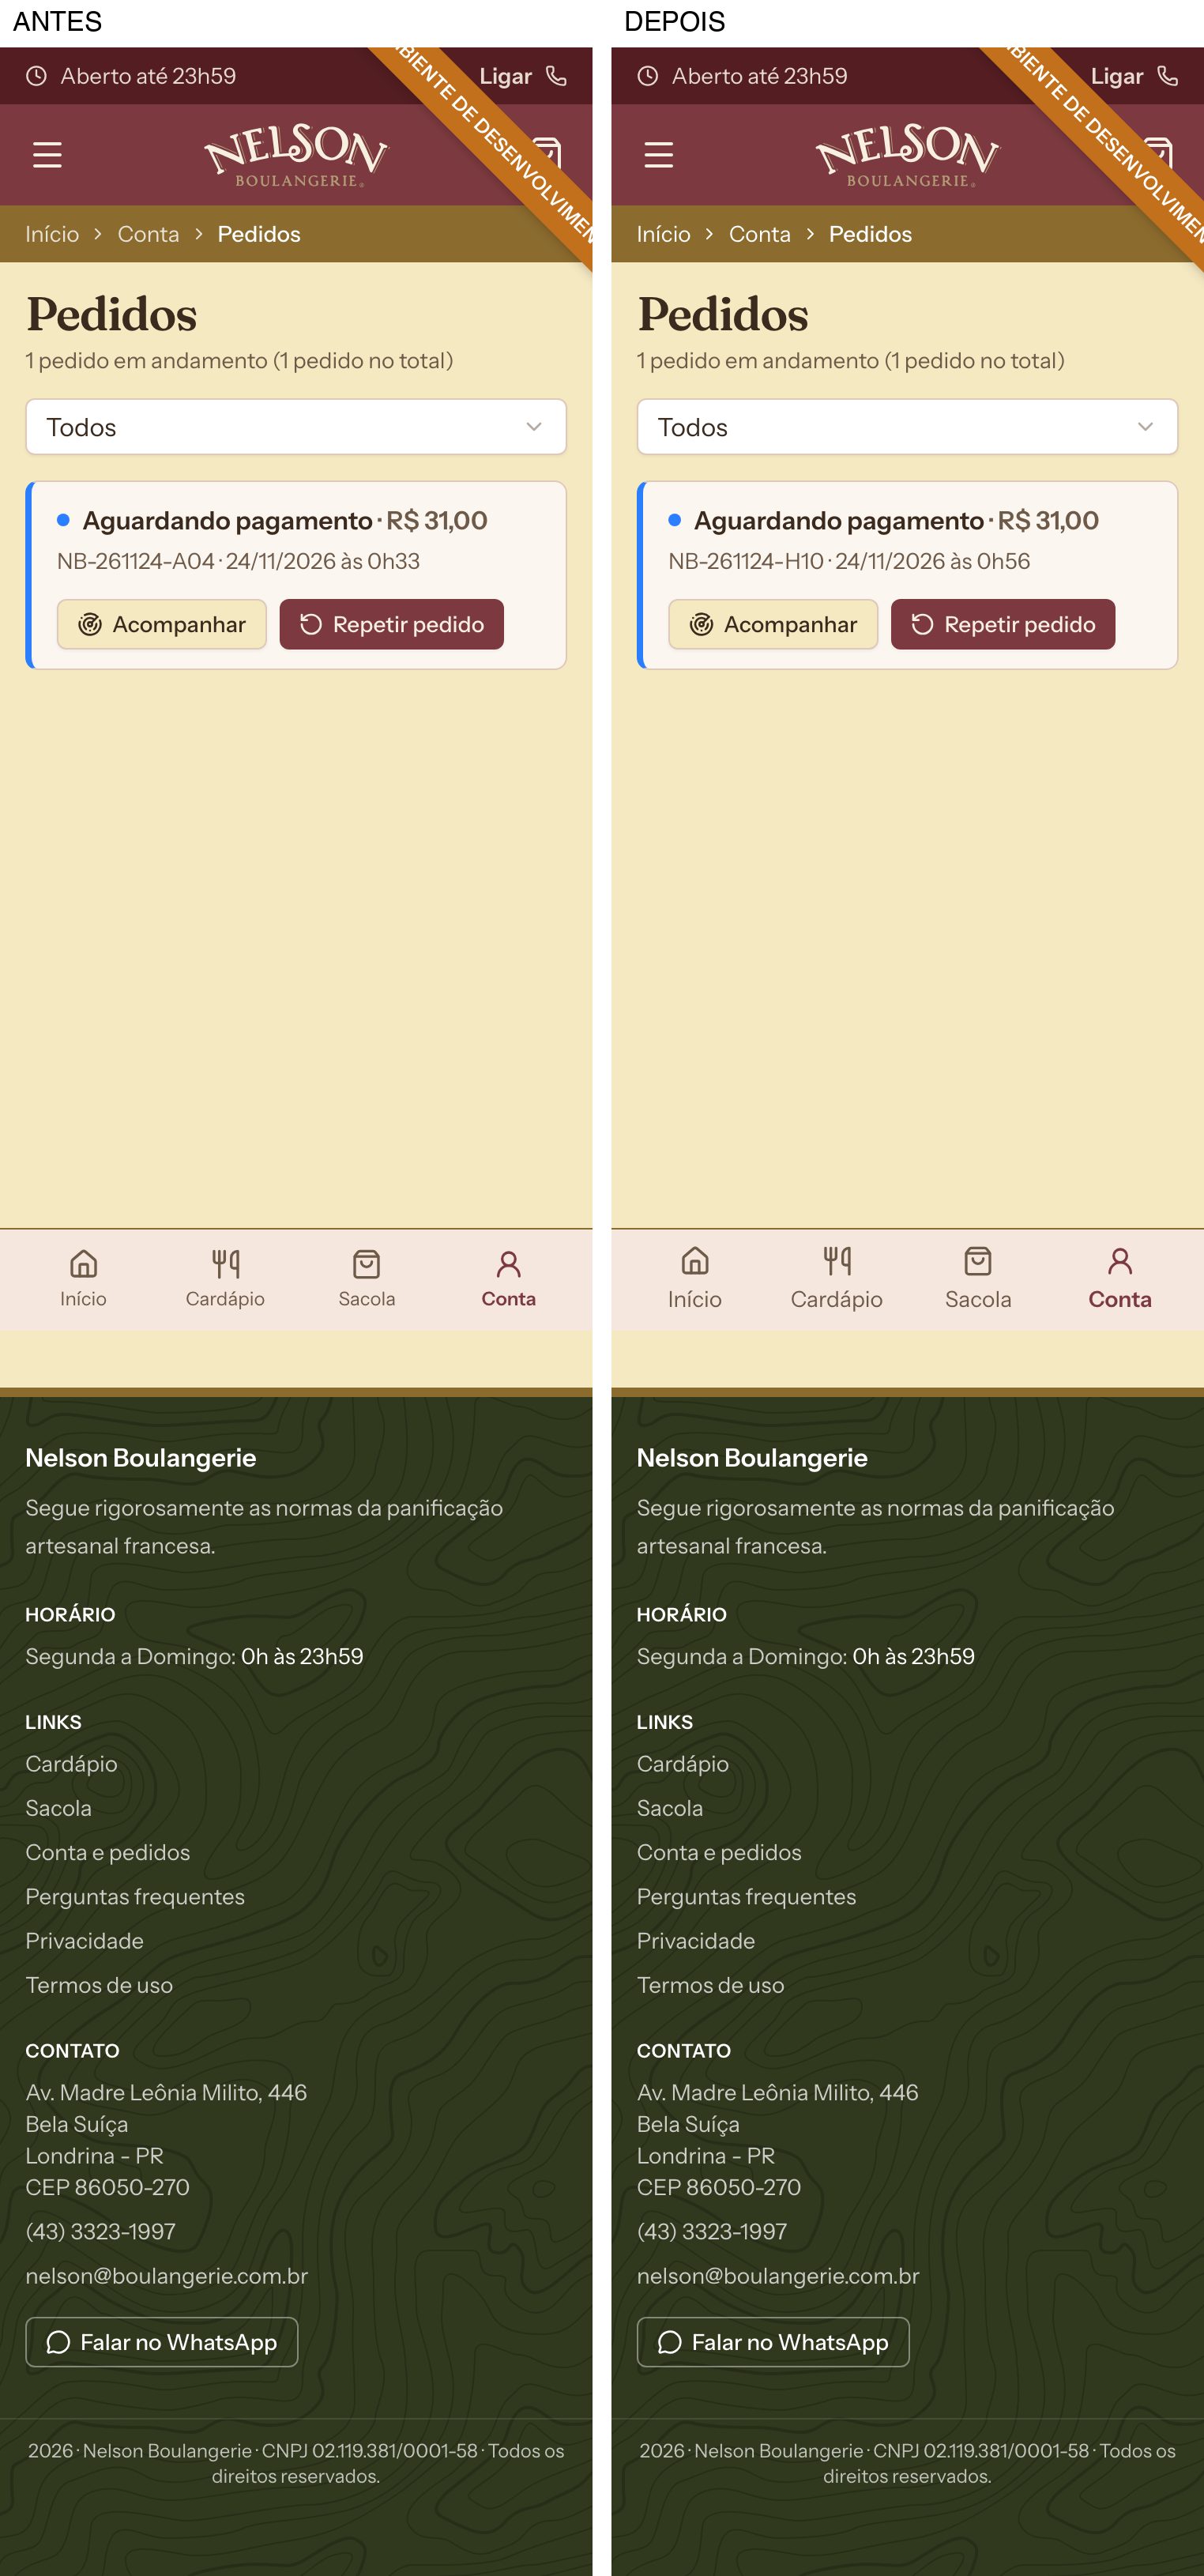 ANTES
Aberto até 23h59
Ligar
BIENTE DE DESENVOLVIMEN
NELSON
BOULANGERIE
Início > Conta > Pedidos
Pedidos
1 pedido em andamento (1 pedido no total)
Todos
Aguardando pagamento · R$ 31,00
NB-261124-A04 · 24/11/2026 às 0h33
Acompanhar
Repetir pedido
Início
Cardápio
Sacola
Conta
Nelson Boulangerie
Segue rigorosamente as normas da panificação
artesanal francesa.
HORÁRIO
Segunda a Domingo: 0h às 23h59
LINKS
Cardápio
Sacola
Conta e pedidos
Perguntas frequentes
Privacidade
Termos de uso
CONTATO
Av. Madre Leônia Milito, 446
Bela Suíça
Londrina - PR
CEP 86050-270
(43) 3323-1997
nelson@boulangerie.com.br
Falar no WhatsApp
2026 · Nelson Boulangerie · CNPJ 02.119.381/0001-58 · Todos os
direitos reservados.
DEPOIS
Aberto até 23h59
Ligar
BIENTE DE DESENVOLVIMEN
NELSON
BOULANGERIE
Início > Conta > Pedidos
Pedidos
1 pedido em andamento (1 pedido no total)
Todos
Aguardando pagamento · R$ 31,00
NB-261124-H10 · 24/11/2026 às 0h56
Acompanhar
Repetir pedido
Início
Cardápio
Sacola
Conta
Nelson Boulangerie
Segue rigorosamente as normas da panificação
artesanal francesa.
HORÁRIO
Segunda a Domingo: 0h às 23h59
LINKS
Cardápio
Sacola
Conta e pedidos
Perguntas frequentes
Privacidade
Termos de uso
CONTATO
Av. Madre Leônia Milito, 446
Bela Suíça
Londrina - PR
CEP 86050-270
(43) 3323-1997
nelson@boulangerie.com.br
Falar no WhatsApp
2026 · Nelson Boulangerie · CNPJ 02.119.381/0001-58 · Todos os
direitos reservados.